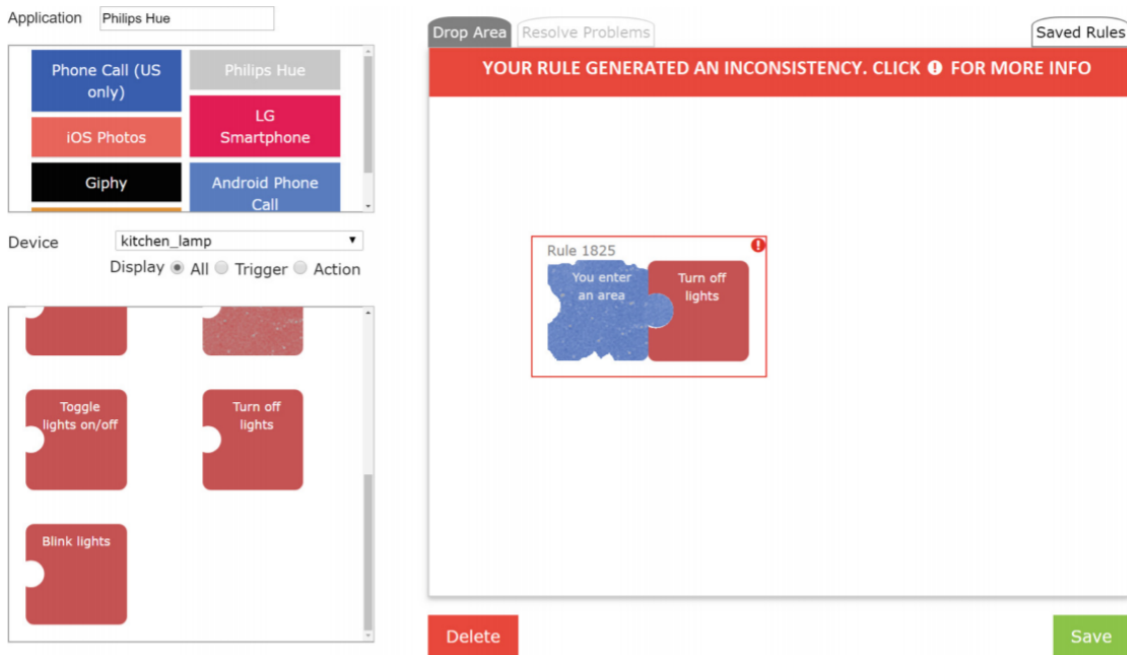 Application Philips Hue
Phone Call (US
only)
Philips Hue
iOS Photos
LG
Smartphone
Giphy
Android Phone
Call
Device kitchen_lamp
Display All Trigger Action
Toggle
lights on/off
Turn off
lights
Blink lights
Drop Area Resolve Problems Saved Rules
YOUR RULE GENERATED AN INCONSISTENCY. CLICK ! FOR MORE INFO
Rule 1825 !
You enter
an area
Turn off
lights
Delete Save